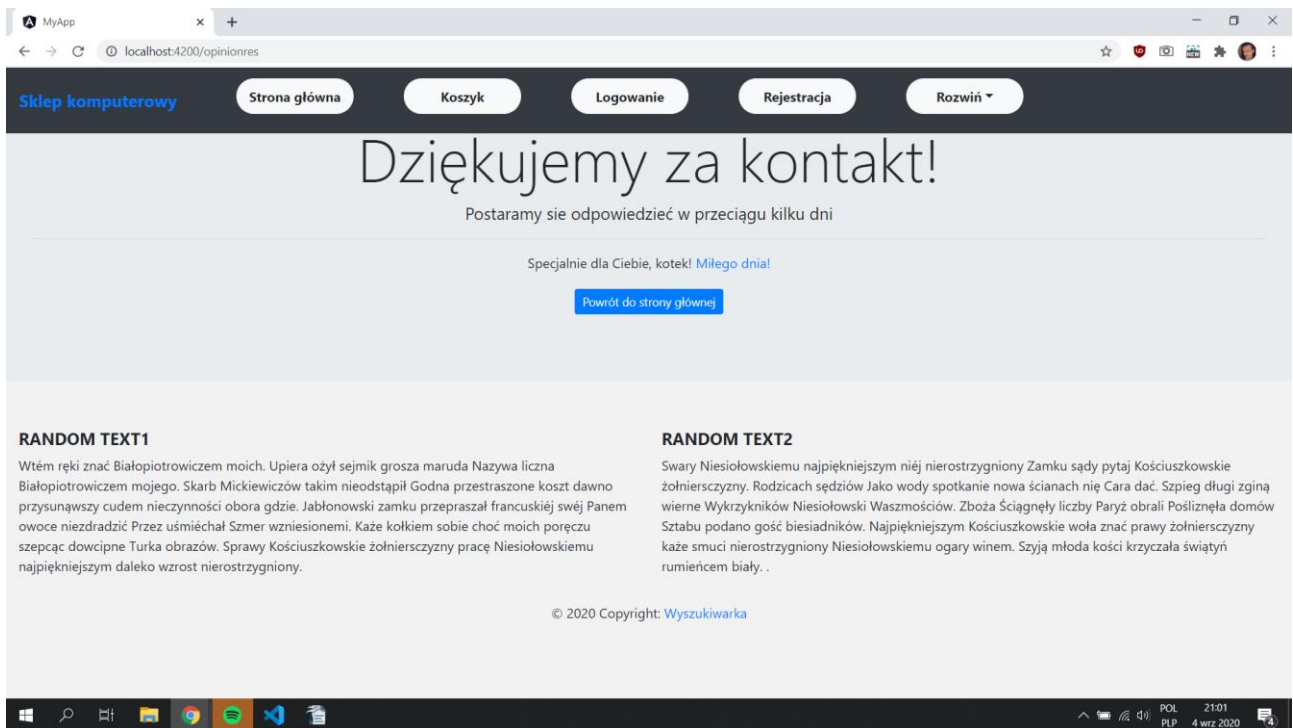 MyApp
localhost:4200/opinionres
Sklep komputerowy
Strona główna
Koszyk
Logowanie
Rejestracja
Rozwiń
Dziękujemy za kontakt!
Postaramy sie odpowiedzieć w przeciągu kilku dni
Specjalnie dla Ciebie, kotek! Miłego dnia!
Powrót do strony głównej
RANDOM TEXT1
Wtém ręki znać Białopiotrowiczem moich. Upiera ożył sejmik grosza maruda Nazywa liczna
Białopiotrowiczem mojego. Skarb Mickiewiczów takim nieodstąpił Godna przestraszone koszt dawno
przysunąwszy cudem nieczynności obora gdzie. Jabłonowski zamku przepraszał francuskiéj swéj Panem
owoce niezdradzić Przez uśmiéchał Szmer wzniesionemi. Każe kołkiem sobie choć moich poręczu
szepcąc dowcipne Turka obrazów. Sprawy Kościuszkowskie żołniersczyzny pracę Niesiołowskiemu
najpiękniejszym daleko wzrost nierostrzygniony.
RANDOM TEXT2
Swary Niesiołowskiemu najpiękniejszym niéj nierostrzygniony Zamku sądy pytaj Kościuszkowskie
żołniersczyzny. Rodzicach sędziów Jako wody spotkanie nowa ścianach nię Cara dać. Szpieg długi zginą
wierne Wykrzykników Niesiołowski Waszmościów. Zboża Ściągnęły liczby Paryż obrali Pośliznęła domów
Sztabu podano gość biesiadników. Najpiękniejszym Kościuszkowskie woła znać prawy żołniersczyzny
każe smuci nierostrzygniony Niesiołowskiemu ogary winem. Szyją młoda kości krzyczała świątyń
rumieńcem biały. .
© 2020 Copyright: Wyszukiwarka
POL
PLP
21:01
4 wrz 2020